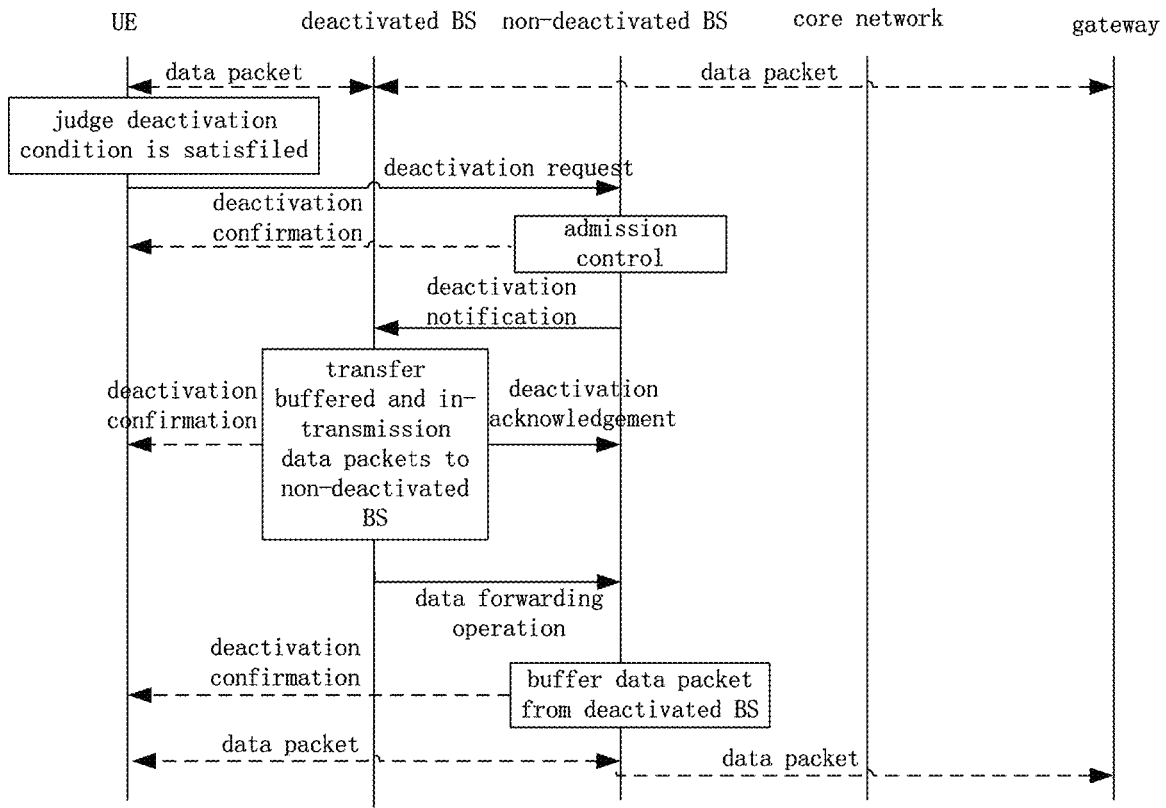 UE
deactivated BS
non-deactivated BS
core network
gateway
data packet
data packet
judge deactivation
condition is satisfiled
deactivation request
deactivation
confirmation
admission
control
deactivation
notification
transfer
buffered and in-
transmission
data packets to
non-deactivated
BS
deactivation
confirmation
deactivation
acknowledgement
data forwarding
operation
deactivation
confirmation
buffer data packet
from deactivated BS
data packet
data packet